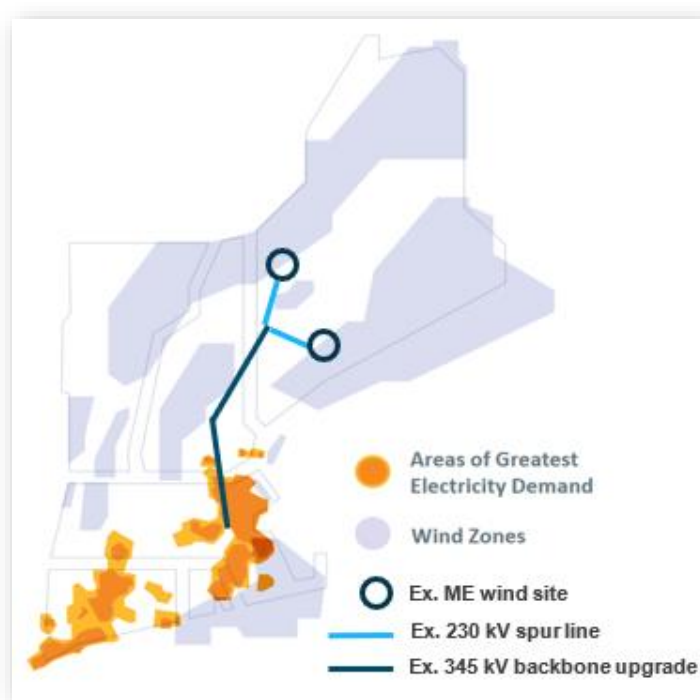 Areas of Greatest
Electricity Demand
Wind Zones
Ex. ME wind site
Ex. 230 kV spur line
Ex. 345 kV backbone upgrade